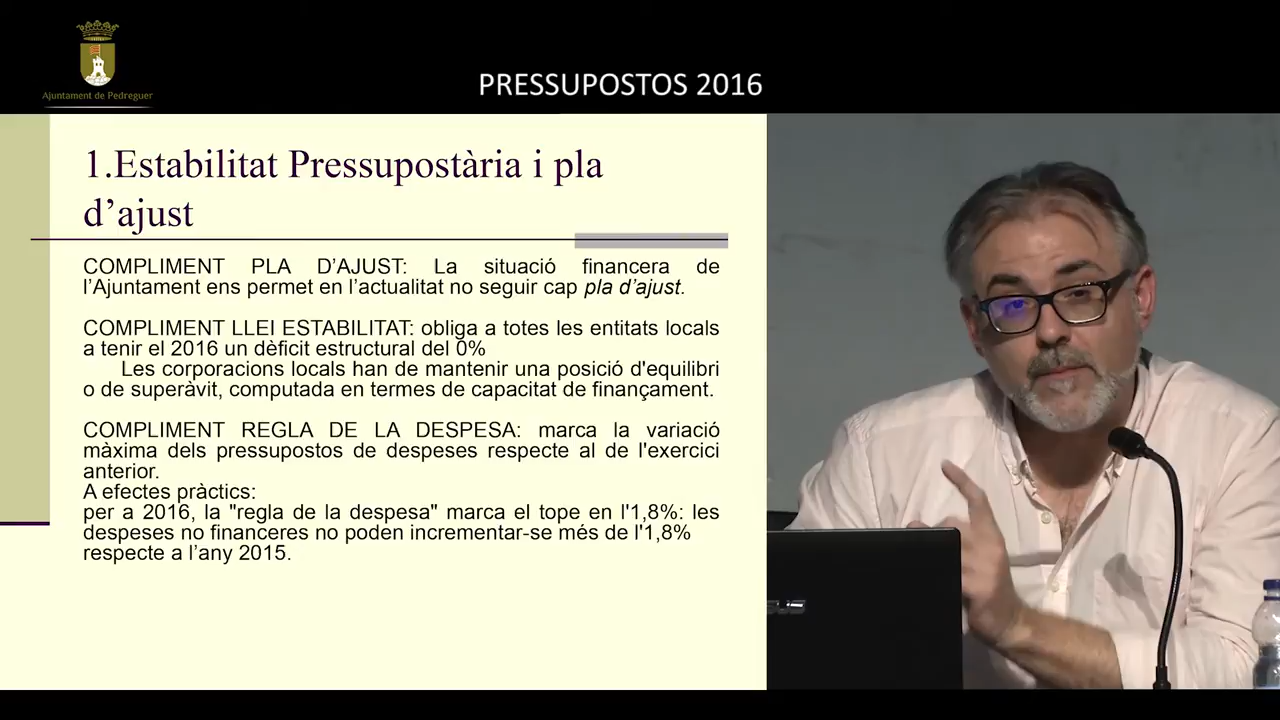 Ajuntament de Pedreguer
PRESSUPOSTOS 2016
1.Estabilitat Pressupostària i pla
d’ajust
COMPLIMENT PLA D’AJUST: La situació financera de
l’Ajuntament ens permet en l’actualitat no seguir cap pla d’ajust.
COMPLIMENT LLEI ESTABILITAT: obliga a totes les entitats locals
a tenir el 2016 un dèficit estructural del 0%
Les corporacions locals han de mantenir una posició d'equilibri
o de superàvit, computada en termes de capacitat de finançament.
COMPLIMENT REGLA DE LA DESPESA: marca la variació
màxima dels pressupostos de despeses respecte al de l'exercici
anterior.
A efectes pràctics:
per a 2016, la "regla de la despesa" marca el tope en l'1,8%: les
despeses no financeres no poden incrementar-se més de l'1,8%
respecte a l’any 2015.